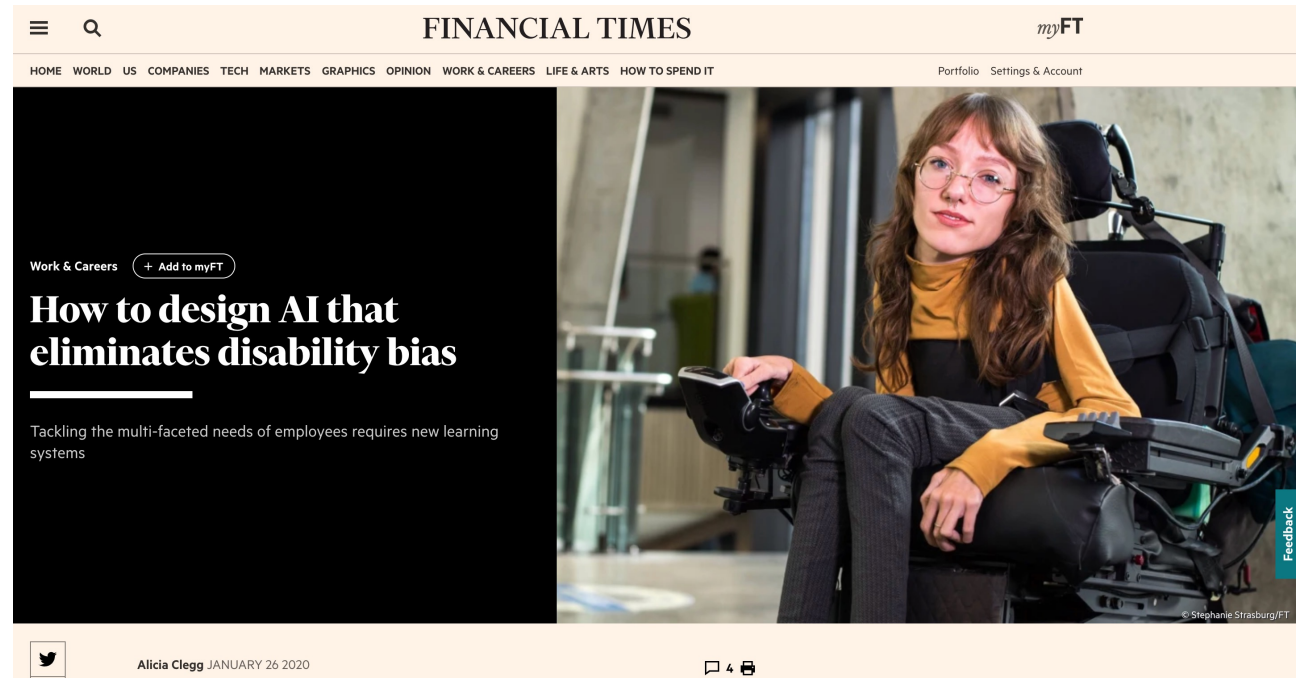 FINANCIAL TIMES
myFT
HOME WORLD US COMPANIES TECH MARKETS GRAPHICS OPINION WORK & CAREERS LIFE & ARTS HOW TO SPEND IT
Portfolio Settings & Account
Work & Careers + Add to myFT
How to design AI that
eliminates disability bias
Tackling the multi-faceted needs of employees requires new learning
systems
Feedback
© Stephanie Strasburg/FT
Alicia Clegg JANUARY 26 2020
4